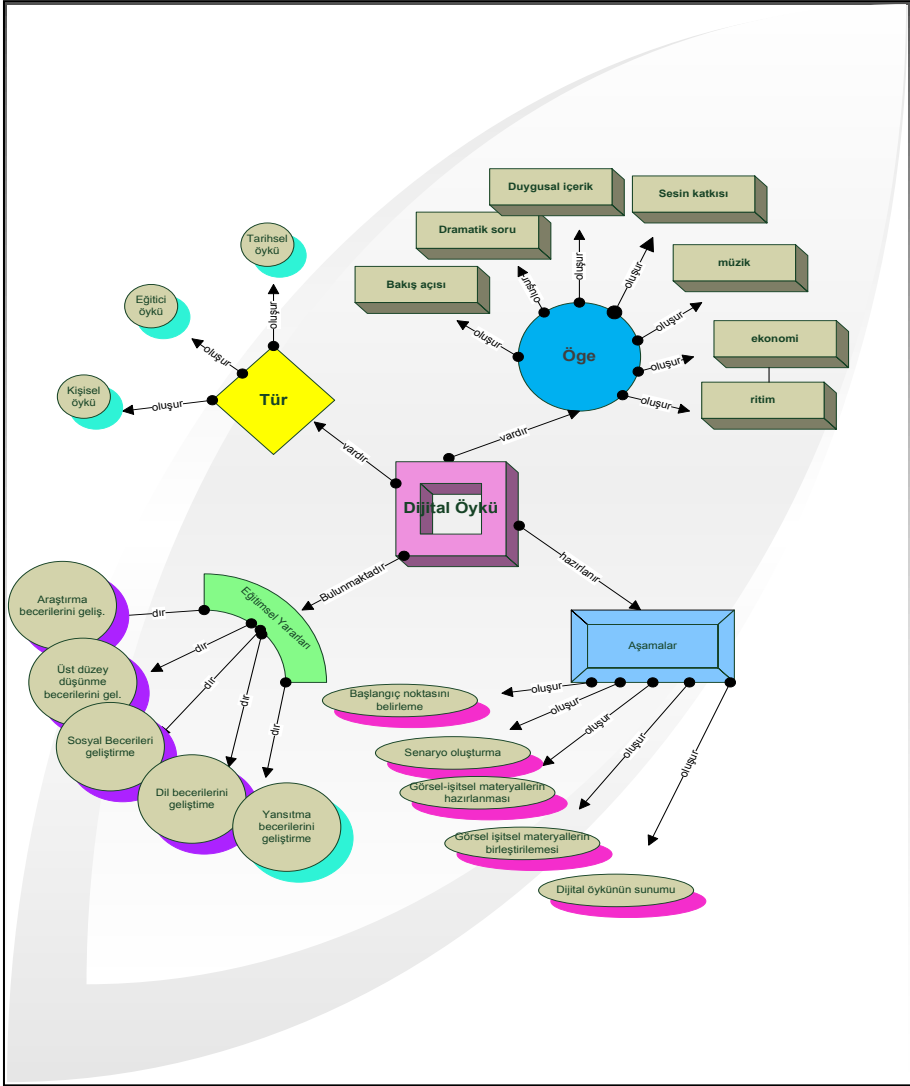 Duygusal içerik
Sesin katkısı
Dramatik soru
Bakış açısı
müzik
ekonomi
ritim
oluşur
oluşur
oluşur
oluşur
oluşur
oluşur
oluşur
Öge
Tarihsel
öykü
Eğitici
öykü
Kişisel
öykü
oluşur
oluşur
oluşur
Tür
vardır
vardır
Dijital Öykü
Bulunmaktadır
hazırlanır
Eğitimsel Yararları
dır
dır
dır
dır
dır
Araştırma
becerilerini geliş.
Üst düzey
düşünme
becerilerini gel.
Sosyal Becerileri
geliştirme
Dil becerilerini
geliştime
Yansıtma
becerilerini
geliştirme
Aşamalar
oluşur
oluşur
oluşur
oluşur
oluşur
Başlangıç noktasını
belirleme
Senaryo oluşturma
Görsel-işitsel materyallerin
hazırlanması
Görsel işitsel materyallerin
birleştirilemesi
Dijital öykünün sunumu